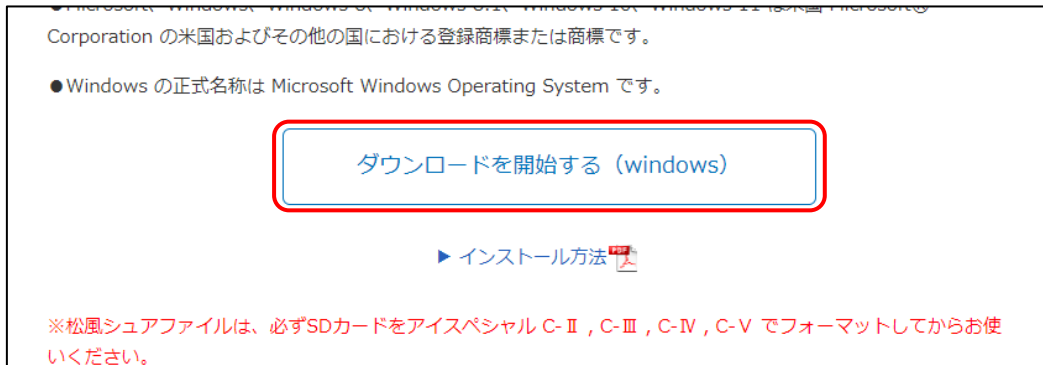 Corporation の米国およびその他の国における登録商標または商標です。
●Windows の正式名称は Microsoft Windows Operating System です。
ダウンロードを開始する（windows）
▶ インストール方法
PDF
※松風シュアファイルは、必ずSDカードをアイスペシャル C-Ⅱ , C-Ⅲ , C-Ⅳ , C-Ⅴ でフォーマットしてからお使
いください。